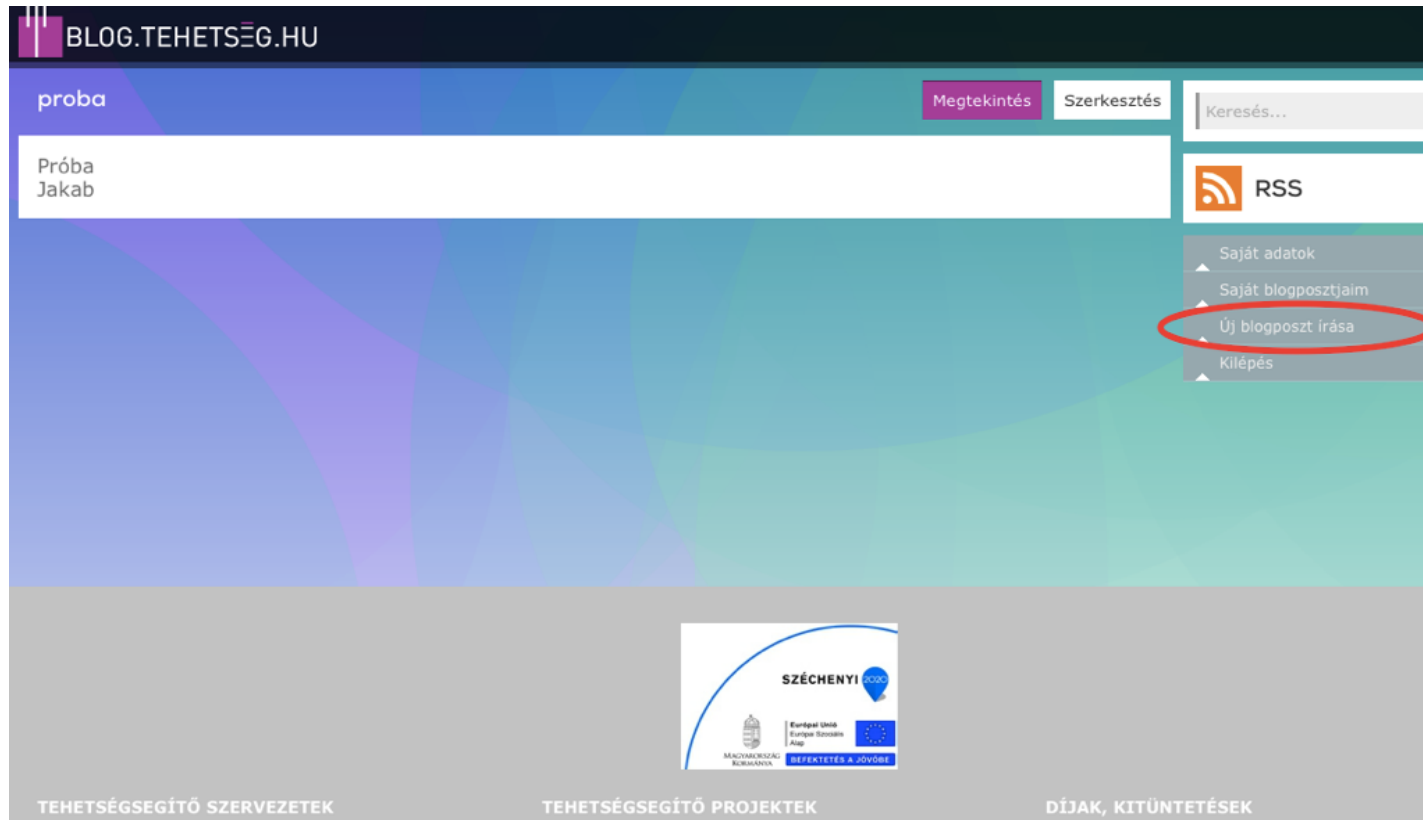 BLOG.TEHETSĒG.HU
proba
Megtekintés
Szerkesztés
Keresés...
Próba
Jakab
RSS
Saját adatok
Saját blogposztjaim
Új blogposzt írása
Kilépés
SZÉCHENYI 2020
Európai Unió
Európai Szociális
Alap
MAGYARORSZÁG
KORMÁNYA
BEFEKTETÉS A JÖVŐBE
TEHETSÉGSEGÍTŐ SZERVEZETEK
TEHETSÉGSEGÍTŐ PROJEKTEK
DÍJAK, KITÜNTETÉSEK